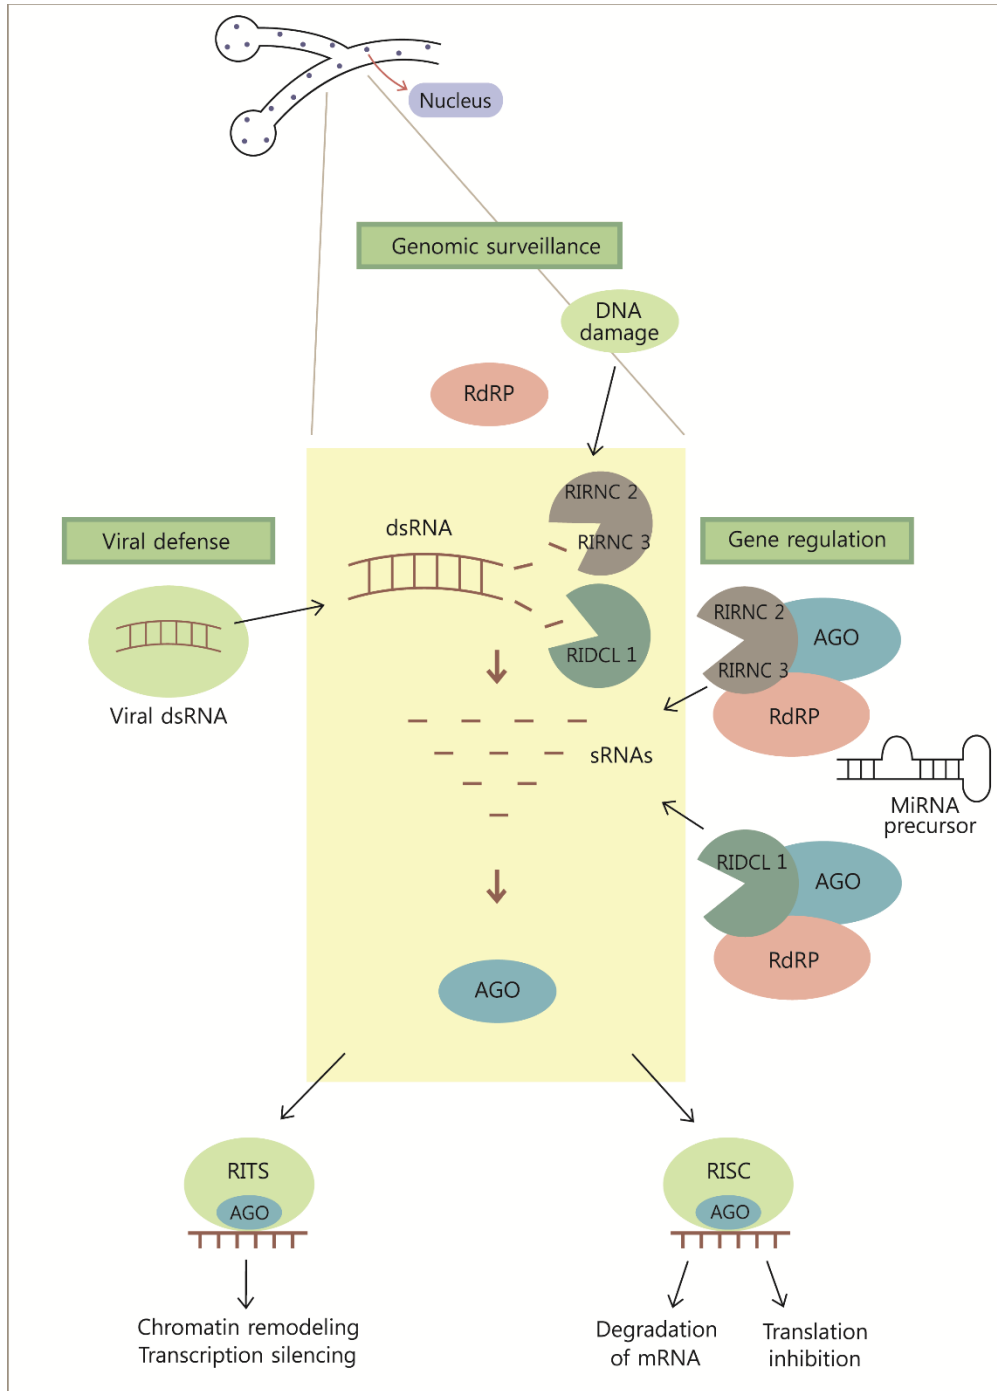 Nucleus
Genomic surveillance
DNA
damage
RdRP
RIRNC 2
dsRNA
RIRNC 3
Viral defense
Gene regulation
RIRNC 2
AGO
RIDCL 1
RIRNC 3
Viral dsRNA
RdRP
sRNAs
MiRNA
precursor
RIDCL 1
AGO
RdRP
AGO
RITS
AGO
RISC
AGO
Chromatin remodeling
Transcription silencing
Degradation
of mRNA
Translation
inhibition